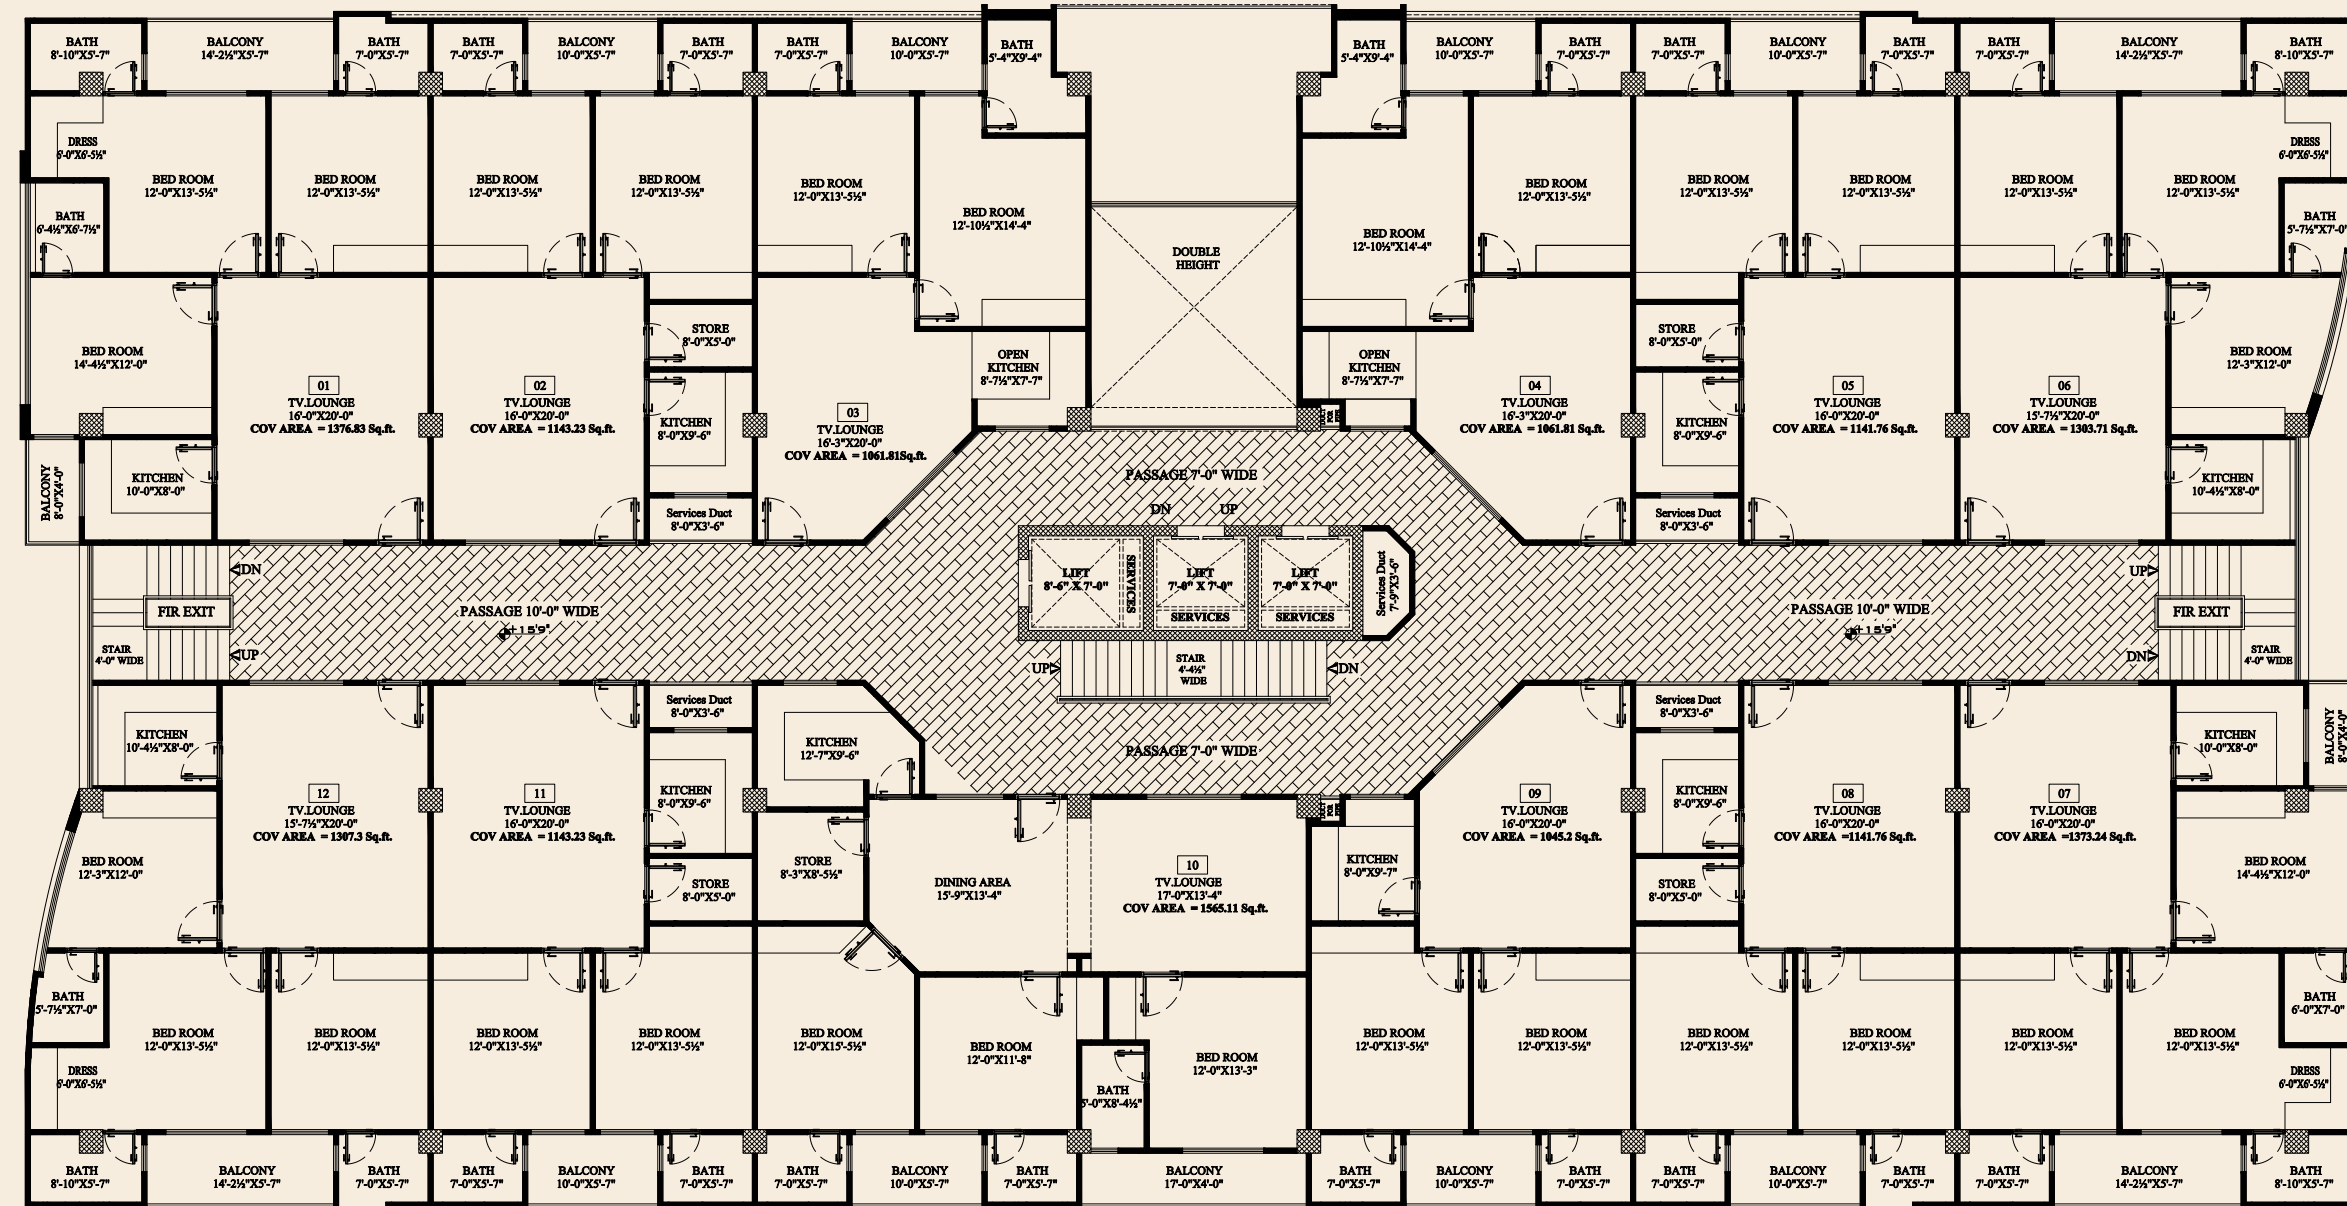 BATH
8'-10"X5'-7"
BALCONY
14'-2½"X5'-7"
BATH
7'-0"X5'-7"
BATH
7'-0"X5'-7"
BALCONY
10'-0"X5'-7"
BATH
7'-0"X5'-7"
BATH
7'-0"X5'-7"
BALCONY
10'-0"X5'-7"
BATH
5'-4"X9'-4"
BATH
5'-4"X9'-4"
BALCONY
10'-0"X5'-7"
BATH
7'-0"X5'-7"
BATH
7'-0"X5'-7"
BALCONY
10'-0"X5'-7"
BATH
7'-0"X5'-7"
BATH
7'-0"X5'-7"
BALCONY
14'-2½"X5'-7"
BATH
8'-10"X5'-7"
DRESS
6'-0"X6'-5½"
BED ROOM
12'-0"X13'-5½"
BED ROOM
12'-0"X13'-5½"
BED ROOM
12'-0"X13'-5½"
BED ROOM
12'-0"X13'-5½"
BED ROOM
12'-0"X13'-5½"
BED ROOM
12'-10½"X14'-4"
DOUBLE
HEIGHT
BED ROOM
12'-10½"X14'-4"
BED ROOM
12'-0"X13'-5½"
BED ROOM
12'-0"X13'-5½"
BED ROOM
12'-0"X13'-5½"
BED ROOM
12'-0"X13'-5½"
BED ROOM
12'-0"X13'-5½"
DRESS
6'-0"X6'-5½"
BATH
6'-4½"X6'-7½"
BATH
5'-7½"X7'-0"
BED ROOM
14'-4½"X12'-0"
01
TV.LOUNGE
16'-0"X20'-0"
COV AREA = 1376.83 Sq.ft.
02
TV.LOUNGE
16'-0"X20'-0"
COV AREA = 1143.23 Sq.ft.
STORE
8'-0"X5'-0"
KITCHEN
8'-0"X9'-6"
Services Duct
8'-0"X3'-6"
03
TV.LOUNGE
16'-3"X20'-0"
COV AREA = 1061.81Sq.ft.
OPEN
KITCHEN
8'-7½"X7'-7"
OPEN
KITCHEN
8'-7½"X7'-7"
DUCT
FOR
04
TV.LOUNGE
16'-3"X20'-0"
COV AREA = 1061.81 Sq.ft.
STORE
8'-0"X5'-0"
KITCHEN
8'-0"X9'-6"
Services Duct
8'-0"X3'-6"
05
TV.LOUNGE
16'-0"X20'-0"
COV AREA = 1141.76 Sq.ft.
06
TV.LOUNGE
15'-7½"X20'-0"
COV AREA = 1303.71 Sq.ft.
BED ROOM
12'-3"X12'-0"
BALCONY
8'-0"X4'-0"
KITCHEN
10'-0"X8'-0"
KITCHEN
10'-4½"X8'-0"
PASSAGE 7'-0" WIDE
DN
UP
DN
FIR EXIT
STAIR
4'-0" WIDE
UP
PASSAGE 10'-0" WIDE
+15'9"
LIFT
8'-6" X 7'-0"
SERVICES
LIFT
7'-0" X 7'-0"
SERVICES
LIFT
7'-0" X 7'-0"
SERVICES
Services Duct
7'-9"X3'-6"
UP
STAIR
4'-4½"
WIDE
DN
PASSAGE 10'-0" WIDE
+15'9"
UP
FIR EXIT
STAIR
4'-0" WIDE
DN
PASSAGE 7'-0" WIDE
KITCHEN
10'-4½"X8'-0"
12
TV.LOUNGE
15'-7½"X20'-0"
COV AREA = 1307.3 Sq.ft.
11
TV.LOUNGE
16'-0"X20'-0"
COV AREA = 1143.23 Sq.ft.
Services Duct
8'-0"X3'-6"
KITCHEN
8'-0"X9'-6"
STORE
8'-0"X5'-0"
KITCHEN
12'-7"X9'-6"
STORE
8'-3"X8'-5½"
DINING AREA
15'-9"X13'-4"
10
TV.LOUNGE
17'-0"X13'-4"
COV AREA = 1565.11 Sq.ft.
DUCT
FOR
KITCHEN
8'-0"X9'-7"
09
TV.LOUNGE
16'-0"X20'-0"
COV AREA = 1045.2 Sq.ft.
Services Duct
8'-0"X3'-6"
KITCHEN
8'-0"X9'-6"
STORE
8'-0"X5'-0"
08
TV.LOUNGE
16'-0"X20'-0"
COV AREA =1141.76 Sq.ft.
07
TV.LOUNGE
16'-0"X20'-0"
COV AREA =1373.24 Sq.ft.
KITCHEN
10'-0"X8'-0"
BALCONY
8'-0"X4'-0"
BED ROOM
12'-3"X12'-0"
BED ROOM
14'-4½"X12'-0"
BATH
5'-7½"X7'-0"
BED ROOM
12'-0"X13'-5½"
BED ROOM
12'-0"X13'-5½"
BED ROOM
12'-0"X13'-5½"
BED ROOM
12'-0"X13'-5½"
BED ROOM
12'-0"X15'-5½"
BED ROOM
12'-0"X11'-8"
BATH
5'-0"X8'-4½"
BED ROOM
12'-0"X13'-3"
BED ROOM
12'-0"X13'-5½"
BED ROOM
12'-0"X13'-5½"
BED ROOM
12'-0"X13'-5½"
BED ROOM
12'-0"X13'-5½"
BED ROOM
12'-0"X13'-5½"
BED ROOM
12'-0"X13'-5½"
BATH
6'-0"X7'-0"
DRESS
6'-0"X6'-5½"
DRESS
6'-0"X6'-5½"
BATH
8'-10"X5'-7"
BALCONY
14'-2½"X5'-7"
BATH
7'-0"X5'-7"
BATH
7'-0"X5'-7"
BALCONY
10'-0"X5'-7"
BATH
7'-0"X5'-7"
BATH
7'-0"X5'-7"
BALCONY
10'-0"X5'-7"
BATH
7'-0"X5'-7"
BALCONY
17'-0"X4'-0"
BATH
7'-0"X5'-7"
BALCONY
10'-0"X5'-7"
BATH
7'-0"X5'-7"
BATH
7'-0"X5'-7"
BALCONY
10'-0"X5'-7"
BATH
7'-0"X5'-7"
BATH
7'-0"X5'-7"
BALCONY
14'-2½"X5'-7"
BATH
8'-10"X5'-7"